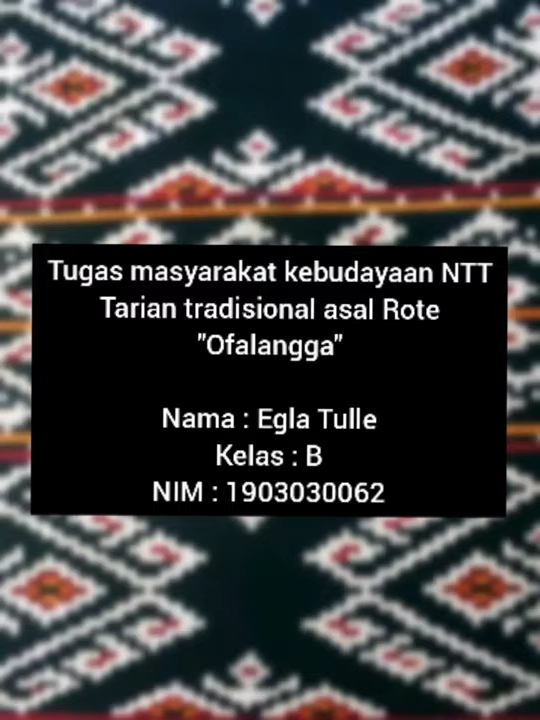 Tugas masyarakat kebudayaan NTT
Tarian tradisional asal Rote
"Ofalangga"
Nama : Egla Tulle
Kelas : B
NIM : 1903030062